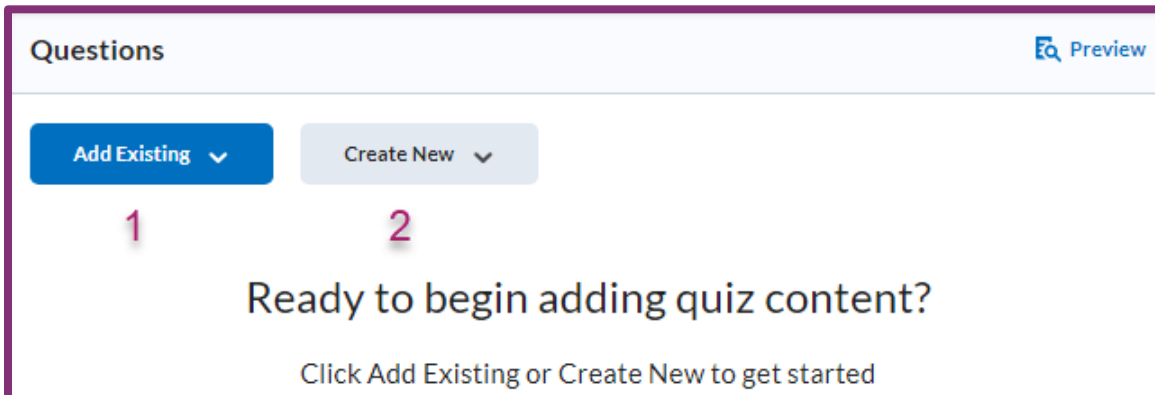 Questions
Preview
Add Existing
Create New
1
2
Ready to begin adding quiz content?
Click Add Existing or Create New to get started